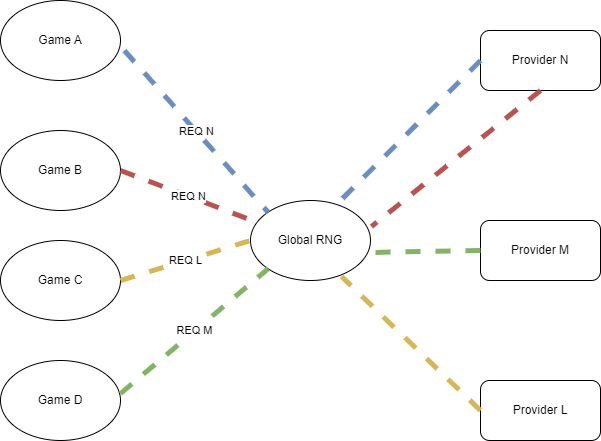 Game A
Provider N
REQ N
Game B
REQ N
Global RNG
Provider M
REQ L
Game C
REQ M
Game D
Provider L